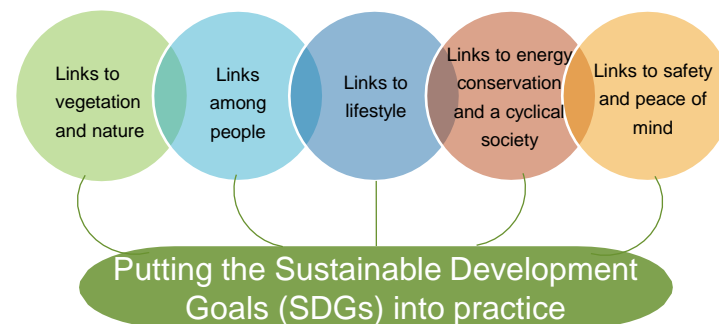 Links to
vegetation
and nature
Links
among
people
Links to
lifestyle
Links to energy
conservation
and a cyclical
society
Links to safety
and peace of
mind
Putting the Sustainable Development
Goals (SDGs) into practice